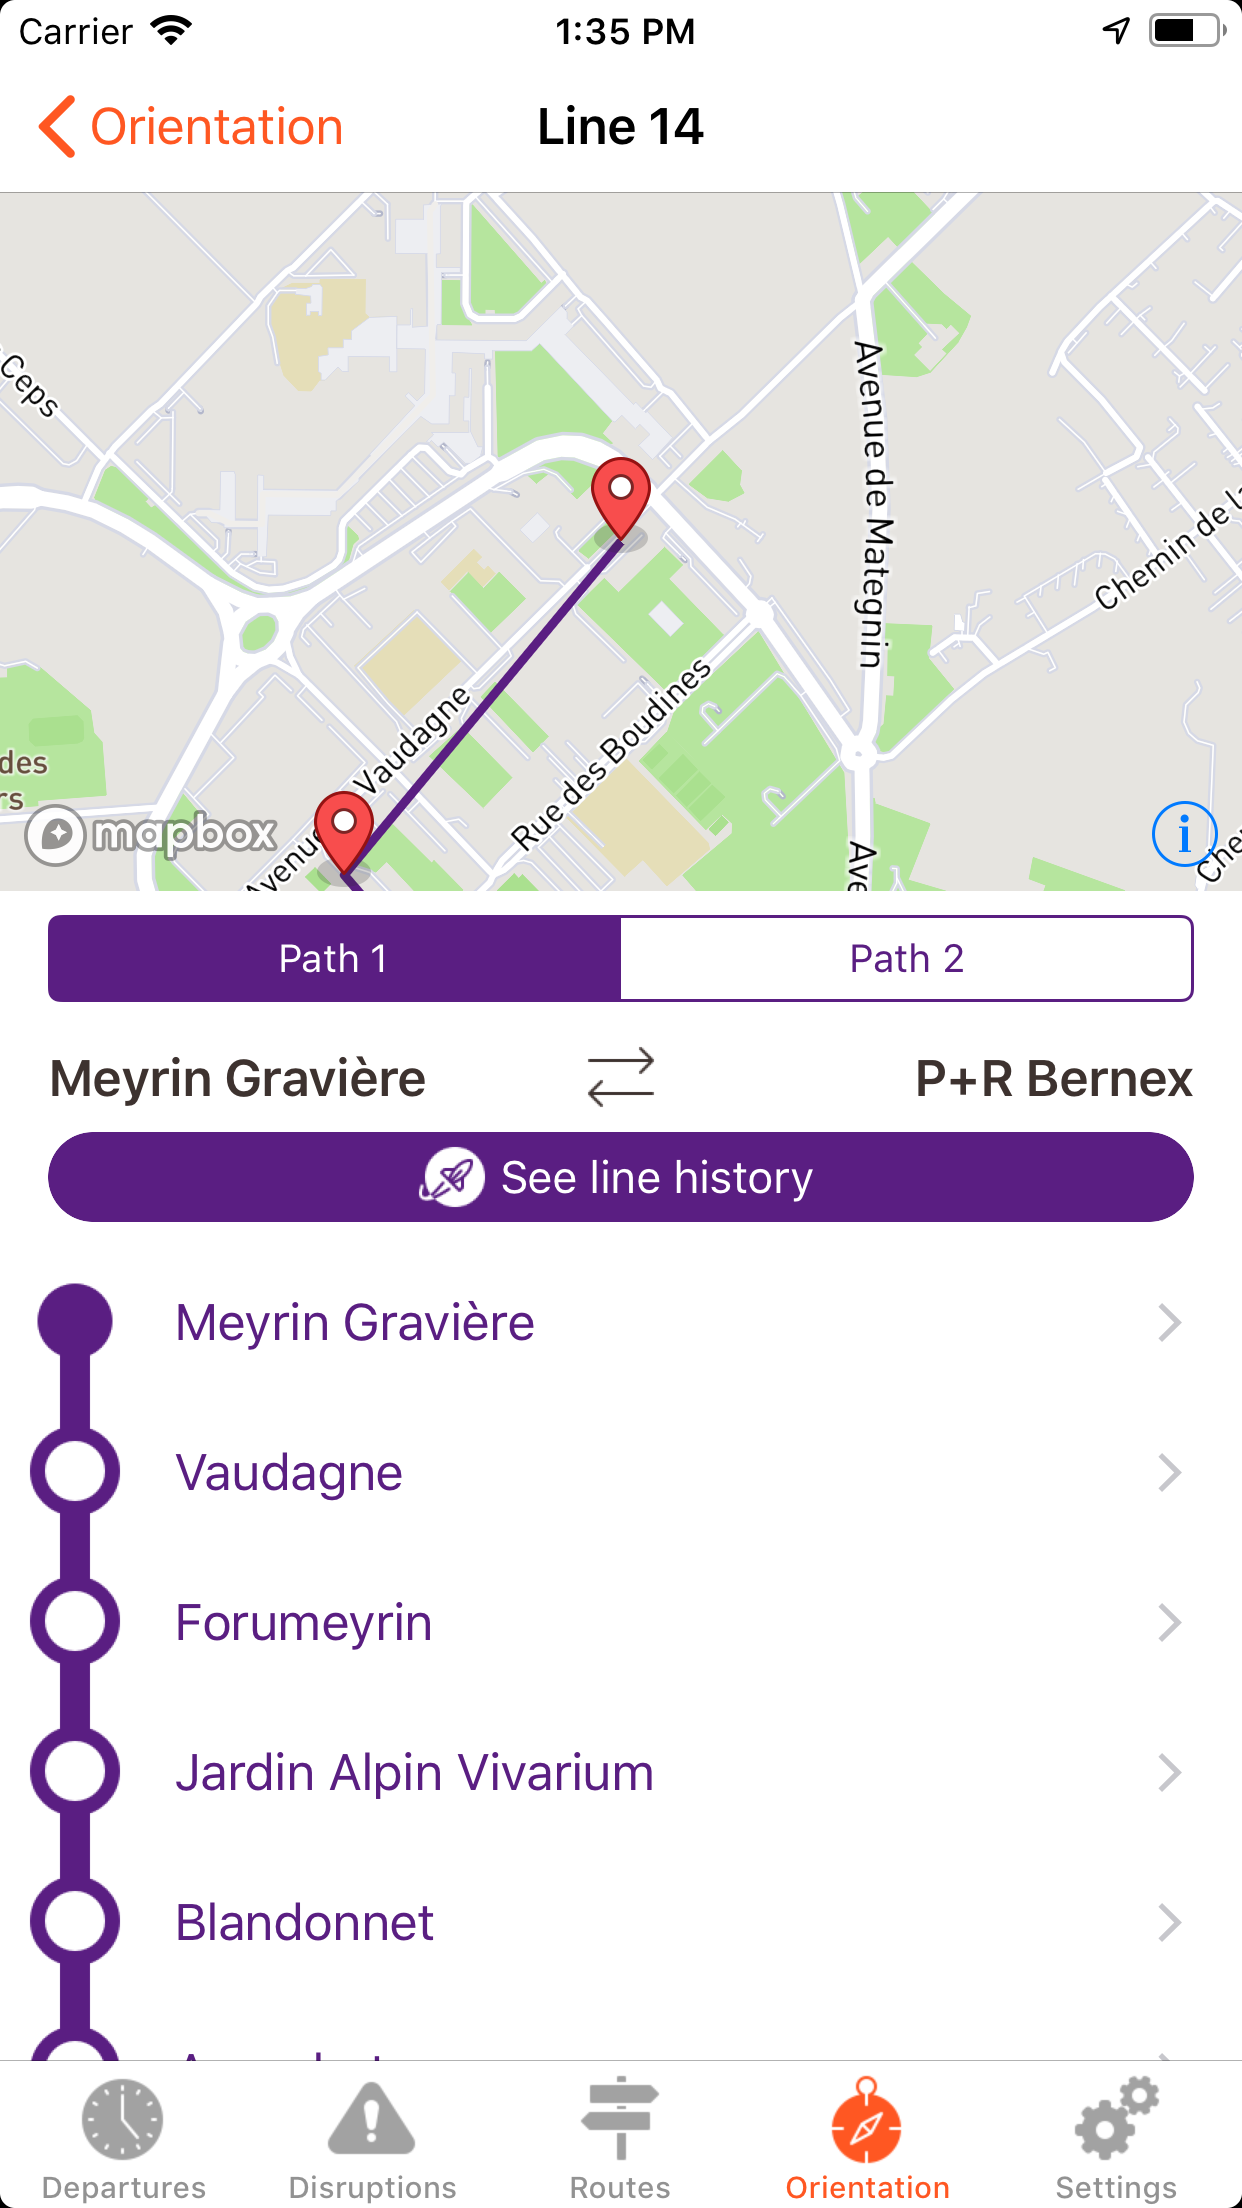 Carrier
1:35 PM
Orientation
Line 14
Ceps
Avenue de Mategnin
Chemin de
Vaudagne
Rue des Boudines
des
rs
mapbox
Avenue
Ave
Che
Path 1
Path 2
Meyrin Gravière
P+R Bernex
See line history
Meyrin Gravière
Vaudagne
Forumeyrin
Jardin Alpin Vivarium
Blandonnet
Departures
Disruptions
Routes
Orientation
Settings